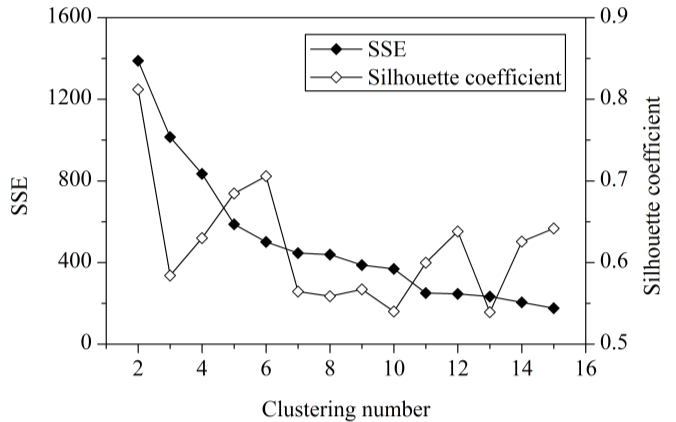 1600
1200
800
400
0
SSE
0.9
0.8
0.7
0.6
0.5
Silhouette coefficient
SSE
Silhouette coefficient
2 4 6 8 10 12 14 16
Clustering number